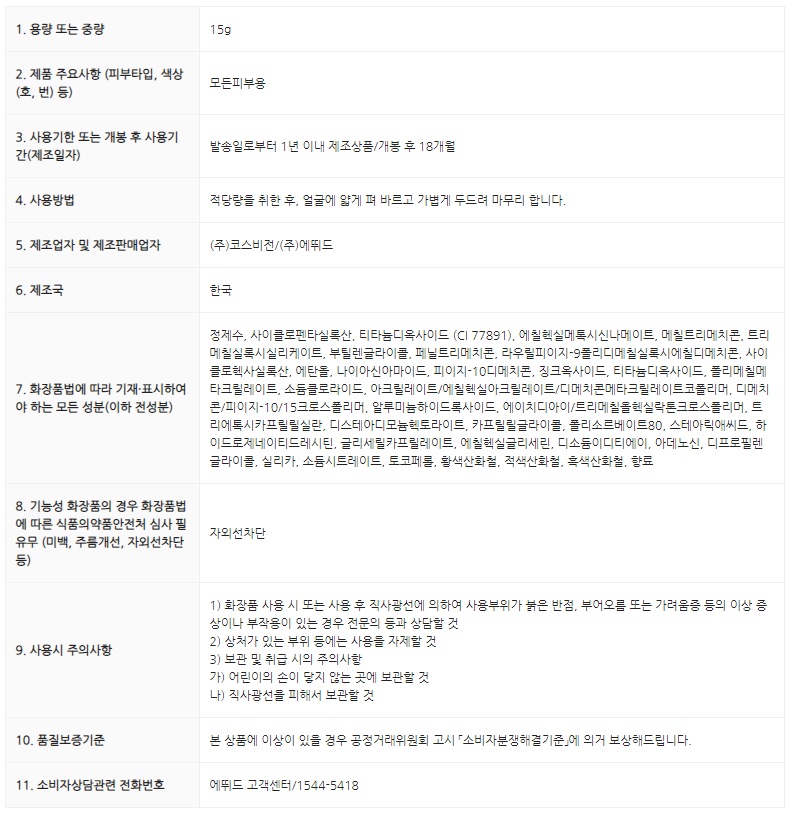 1. 용량 또는 중량
15g
2. 제품 주요사항 (피부타입, 색상
(호, 번) 등)
모든피부용
3. 사용기한 또는 개봉 후 사용기
간(제조일자)
발송일로부터 1년 이내 제조상품/개봉 후 18개월
4. 사용방법
적당량을 취한 후, 얼굴에 얇게 펴 바르고 가볍게 두드려 마무리 합니다.
5. 제조업자 및 제조판매업자
(주)코스비전/(주)에뛰드
6. 제조국
한국
7. 화장품법에 따라 기재·표시하여
야 하는 모든 성분(이하 전성분)
정제수, 사이클로펜타실록산, 티타늄디옥사이드 (CI 77891), 에칠헥실메톡시신나메이트, 메칠트리메치콘, 트리
메칠실록시실리케이트, 부틸렌글라이콜, 페닐트리메치콘, 라우릴피이지-9폴리디메칠실록시에칠디메치콘, 사이
클로헥사실록산, 에탄올, 나이아신아마이드, 피이지-10디메치콘, 징크옥사이드, 티타늄디옥사이드, 폴리메칠메
타크릴레이트, 소듐클로라이드, 아크릴레이트/에칠헥실아크릴레이트/디메치콘메타크릴레이트코폴리머, 디메치
콘/피이지-10/15크로스폴리머, 알루미늄하이드록사이드, 에이치디아이/트리메칠올헥실락톤크로스폴리머, 트
리에톡시카프릴릴실란, 디스테아디모늄헥토라이트, 카프릴릴글라이콜, 폴리소르베이트80, 스테아릭애씨드, 하
이드로제네이티드레시틴, 글리세릴카프릴레이트, 에칠헥실글리세린, 디소듐이디티에이, 아데노신, 디프로필렌
글라이콜, 실리카, 소듐시트레이트, 토코페롤, 황색산화철, 적색산화철, 흑색산화철, 향료
8. 기능성 화장품의 경우 화장품법
에 따른 식품의약품안전처 심사 필
유무 (미백, 주름개선, 자외선차단
등)
자외선차단
9. 사용시 주의사항
1) 화장품 사용 시 또는 사용 후 직사광선에 의하여 사용부위가 붉은 반점, 부어오름 또는 가려움증 등의 이상 증
상이나 부작용이 있는 경우 전문의 등과 상담할 것
2) 상처가 있는 부위 등에는 사용을 자제할 것
3) 보관 및 취급 시의 주의사항
가) 어린이의 손이 닿지 않는 곳에 보관할 것
나) 직사광선을 피해서 보관할 것
10. 품질보증기준
본 상품에 이상이 있을 경우 공정거래위원회 고시 「소비자분쟁해결기준」에 의거 보상해드립니다.
11. 소비자상담관련 전화번호
에뛰드 고객센터/1544-5418